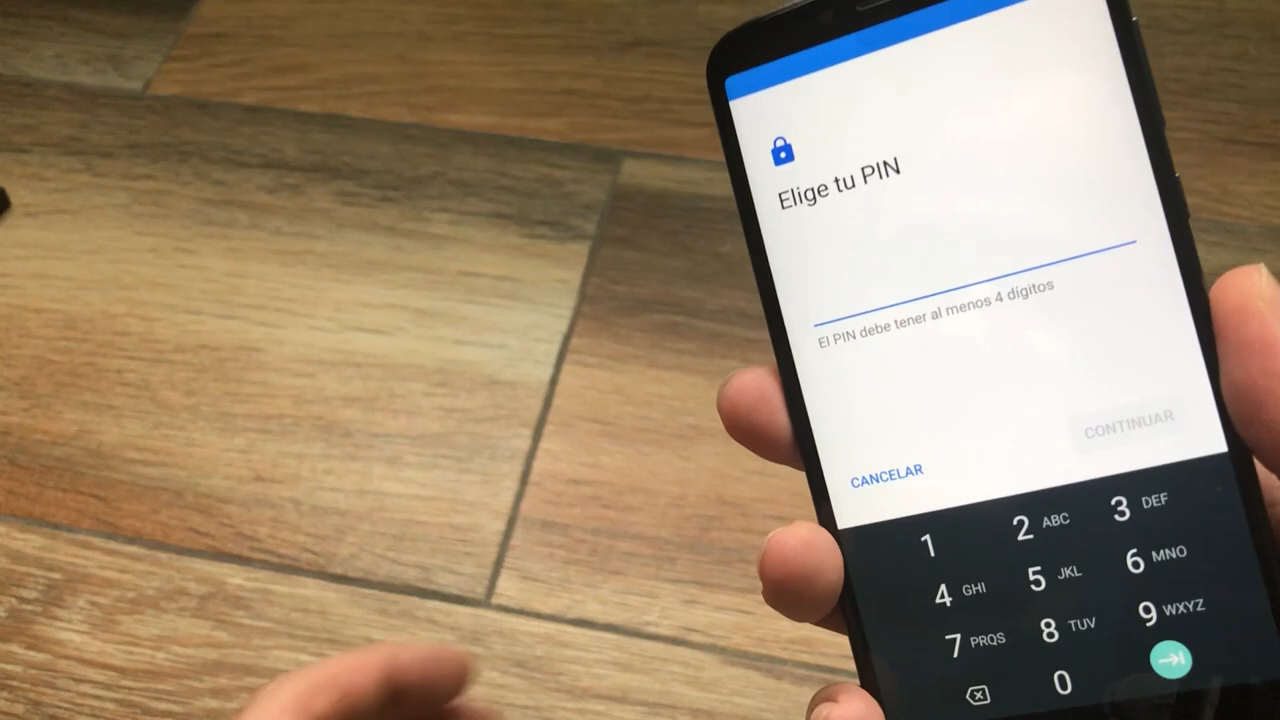 Elige tu PIN
El PIN debe tener al menos 4 dígitos
CONTINUAR
CANCELAR
1 2 ABC 3 DEF
4 GHI 5 JKL 6 MNO
7 PRQS 8 TUV 9 WXYZ
0